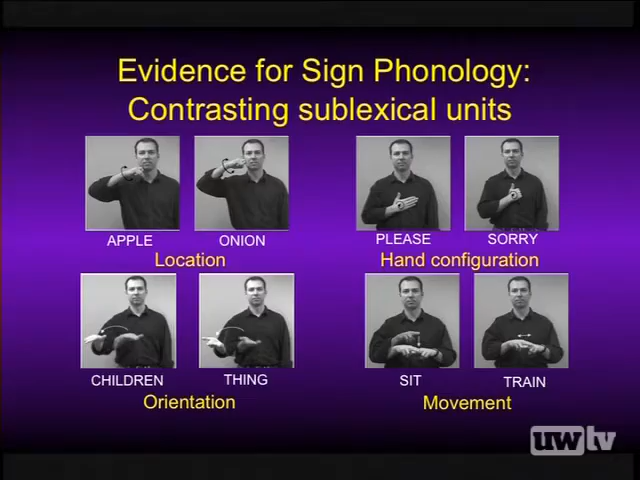 Evidence for Sign Phonology:
Contrasting sublexical units
APPLE ONION
Location
PLEASE SORRY
Hand configuration
CHILDREN THING
Orientation
SIT TRAIN
Movement
uwtv